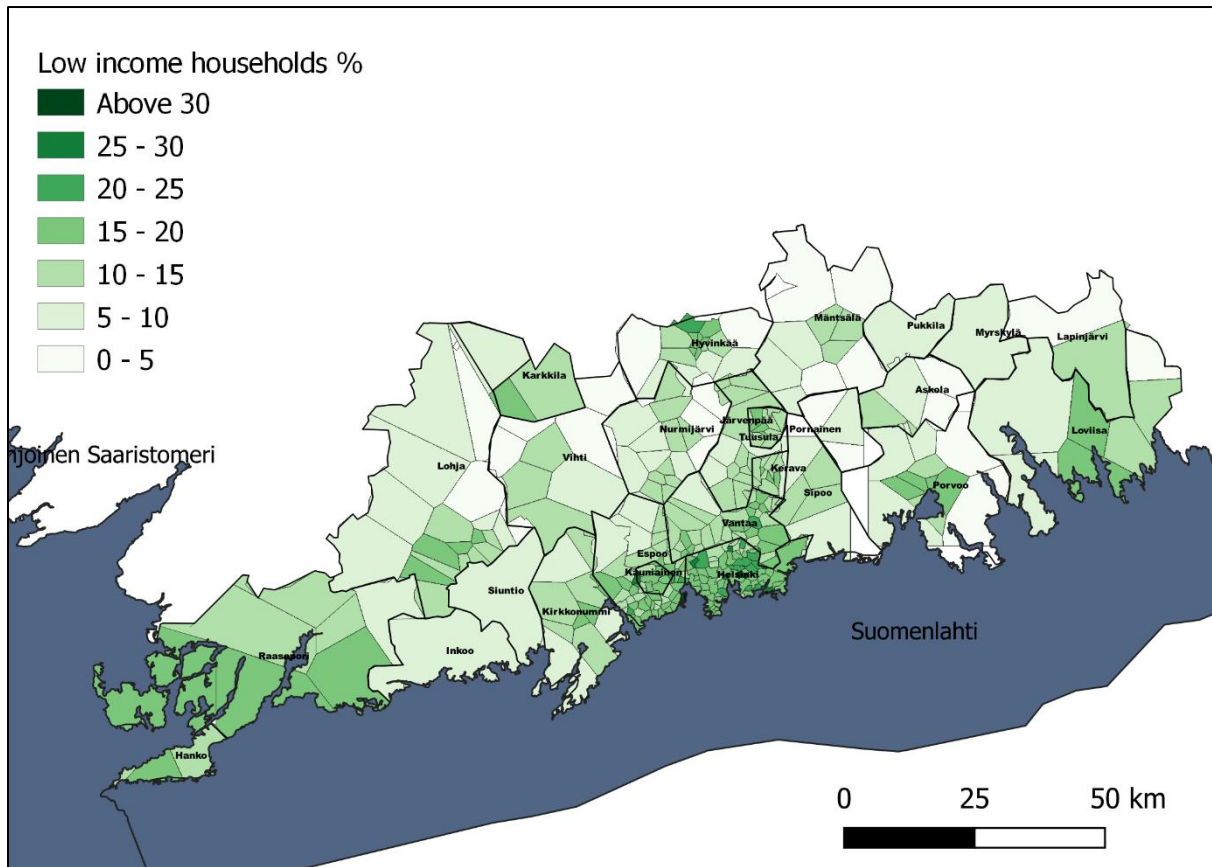 Low income households %
Above 30
25 - 30
20 - 25
15 - 20
10 - 15
5 - 10
0 - 5
Mäntsälä
Pukkila
Myrskylä
Lapinjärvi
Hyvinkää
Karkkila
Askola
Järvenpää
Nurmijärvi
Pornainen
Tuusula
Loviisa
njoinen Saaristomeri
Lohja
Vihti
Kerava
Porvoo
Sipoo
Vantaa
Espoo
Kauniainen
Helsinki
Siuntio
Kirkkonummi
Suomenlahti
Inkoo
Raasepori
Hanko
0 25 50 km